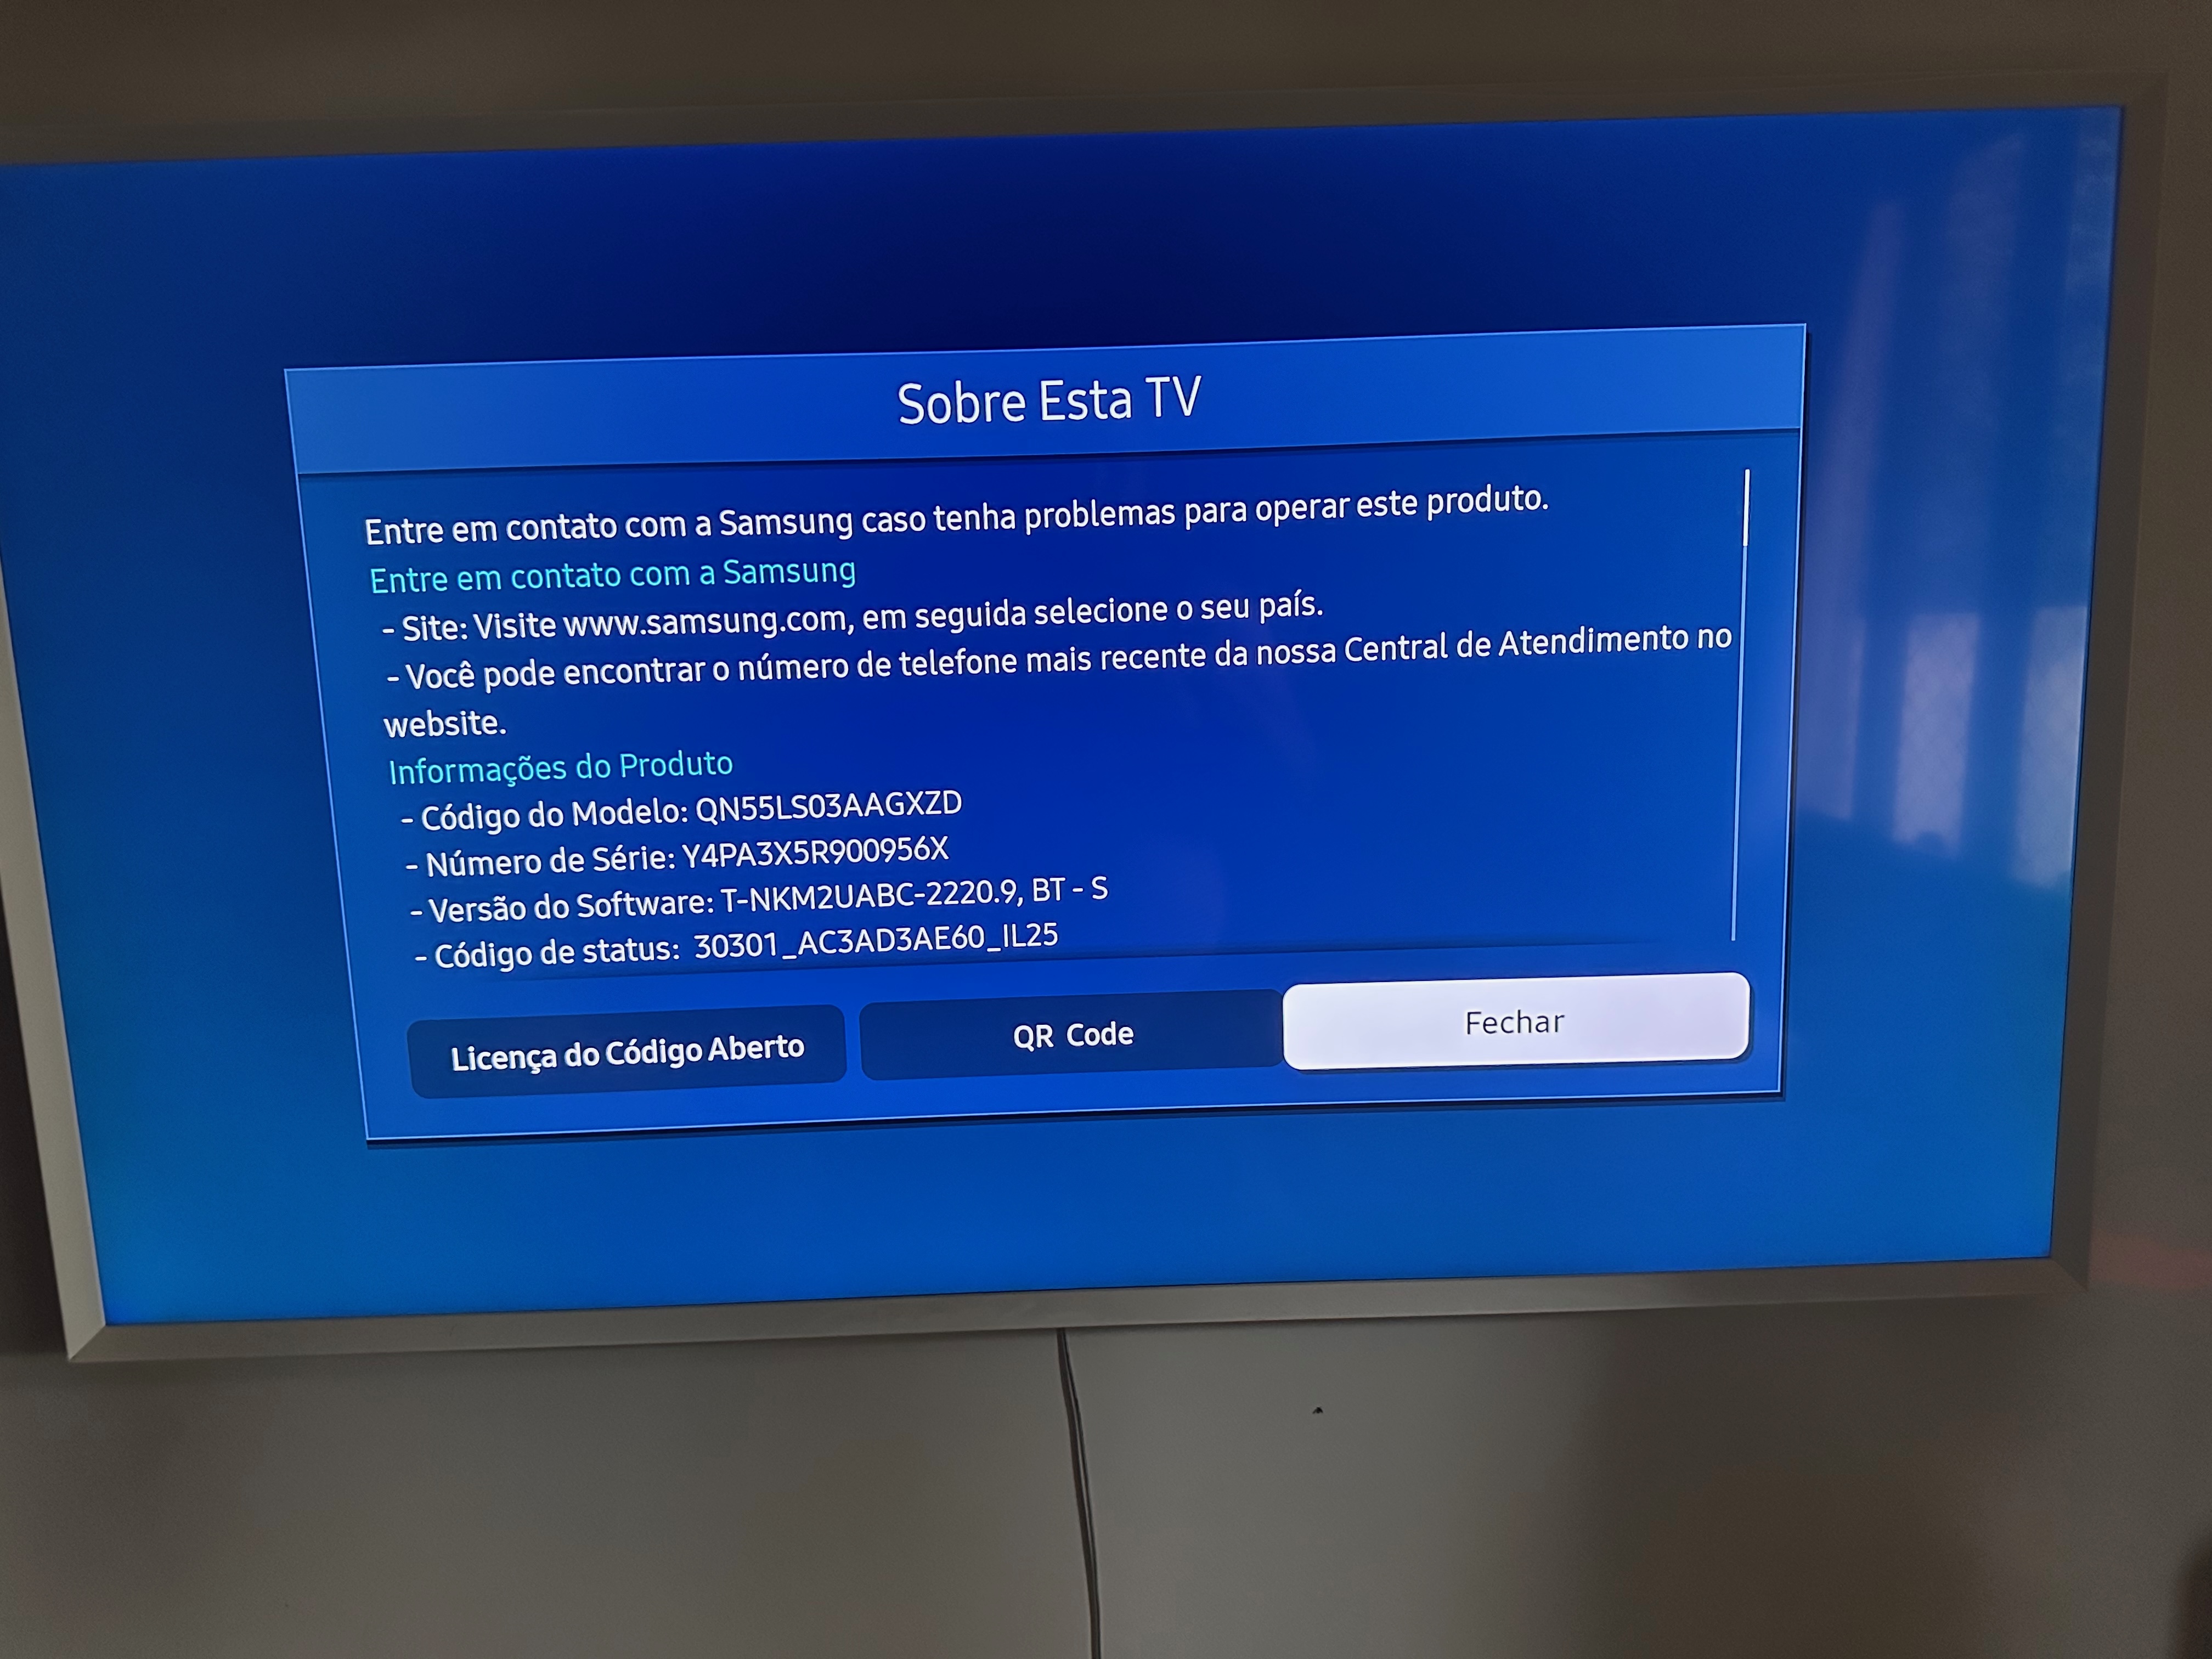 Sobre Esta TV
Entre em contato com a Samsung caso tenha problemas para operar este produto.
Entre em contato com a Samsung
- Site: Visite www.samsung.com, em seguida selecione o seu país.
- Você pode encontrar o número de telefone mais recente da nossa Central de Atendimento no
website.
Informações do Produto
- Código do Modelo: QN55LS03AAGXZD
- Número de Série: Y4PA3X5R900956X
- Versão do Software: T-NKM2UABC-2220.9, BT - S
- Código de status: 30301_AC3AD3AE60_IL25
Licença do Código Aberto
QR Code
Fechar